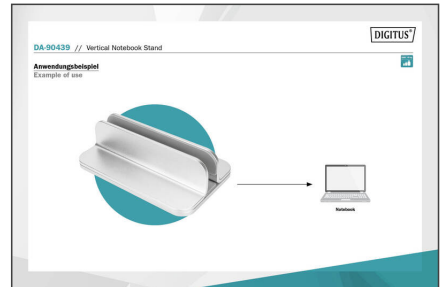 DIGITUS®
DA-90439 // Vertical Notebook Stand
Anwendungsbeispiel
Example of use
Notebook